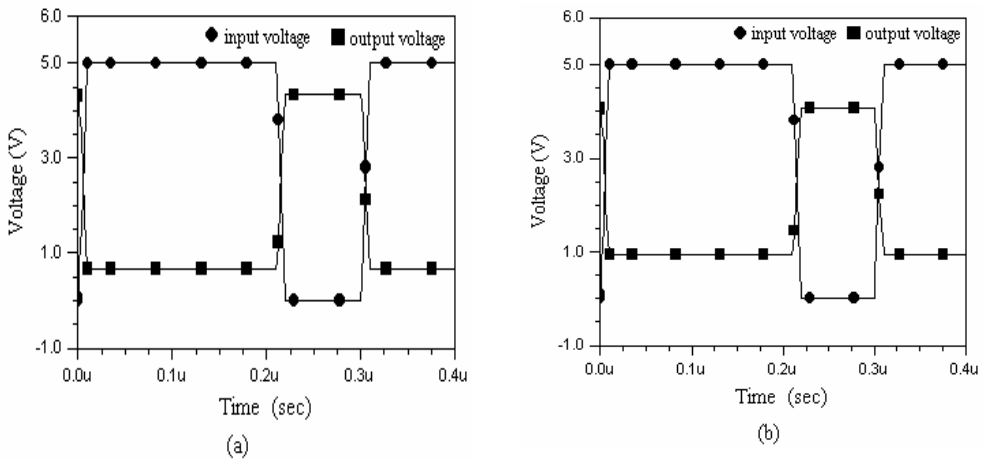 6.0
input voltage output voltage
5.0
3.0
1.0
-1.0
Voltage (V)
0.0u 0.1u 0.2u 0.3u 0.4u
Time (sec)
(a)
6.0
input voltage output voltage
5.0
3.0
1.0
-1.0
Voltage (V)
0.0u 0.1u 0.2u 0.3u 0.4u
Time (sec)
(b)